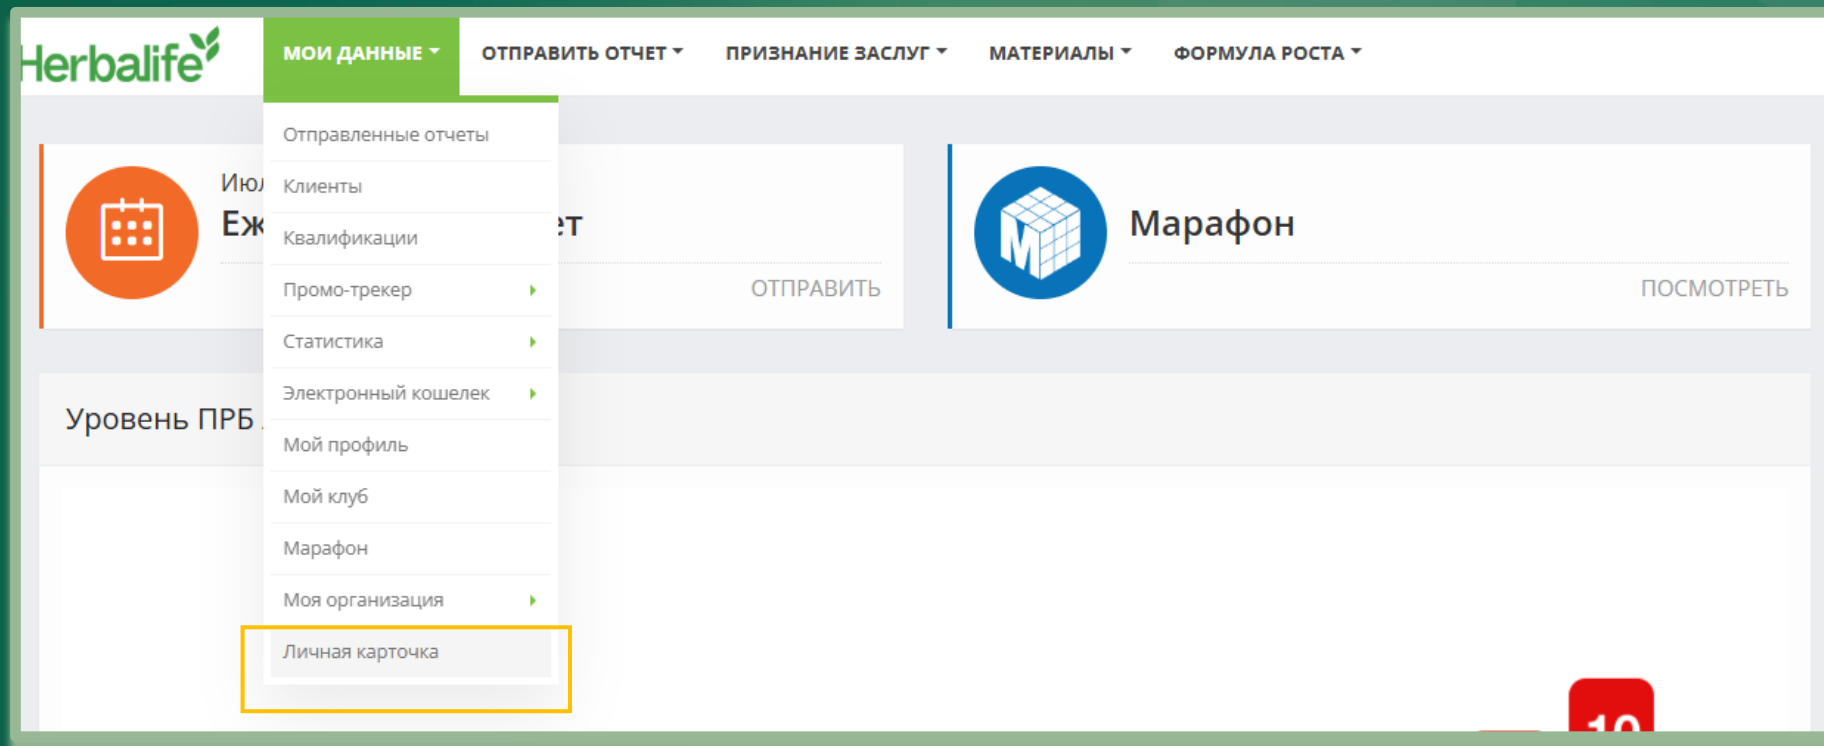 Herbalife
МОИ ДАННЫЕ ОТПРАВИТЬ ОТЧЕТ ПРИЗНАНИЕ ЗАСЛУГ МАТЕРИАЛЫ ФОРМУЛА РОСТА
Отправленные отчеты
Клиенты
Квалификации
Промо-трекер
Статистика
Электронный кошелек
Мой профиль
Мой клуб
Марафон
Моя организация
Личная карточка
ОТПРАВИТЬ
M
Марафон
ПОСМОТРЕТЬ
Уровень ПРБ
10